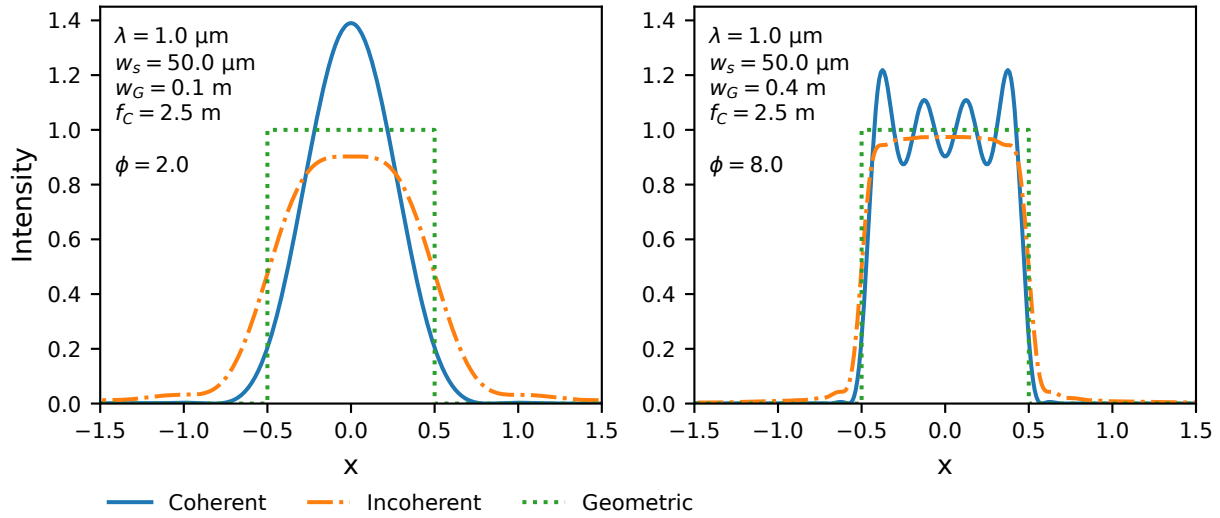 Intensity
1.4
1.2
1.0
0.8
0.6
0.4
0.2
0.0
λ = 1.0 µm
w_s = 50.0 µm
w_G = 0.1 m
f_C = 2.5 m
ϕ = 2.0
−1.5 −1.0 −0.5 0.0 0.5 1.0 1.5
x
1.4
1.2
1.0
0.8
0.6
0.4
0.2
0.0
λ = 1.0 µm
w_s = 50.0 µm
w_G = 0.4 m
f_C = 2.5 m
ϕ = 8.0
−1.5 −1.0 −0.5 0.0 0.5 1.0 1.5
x
Coherent Incoherent Geometric